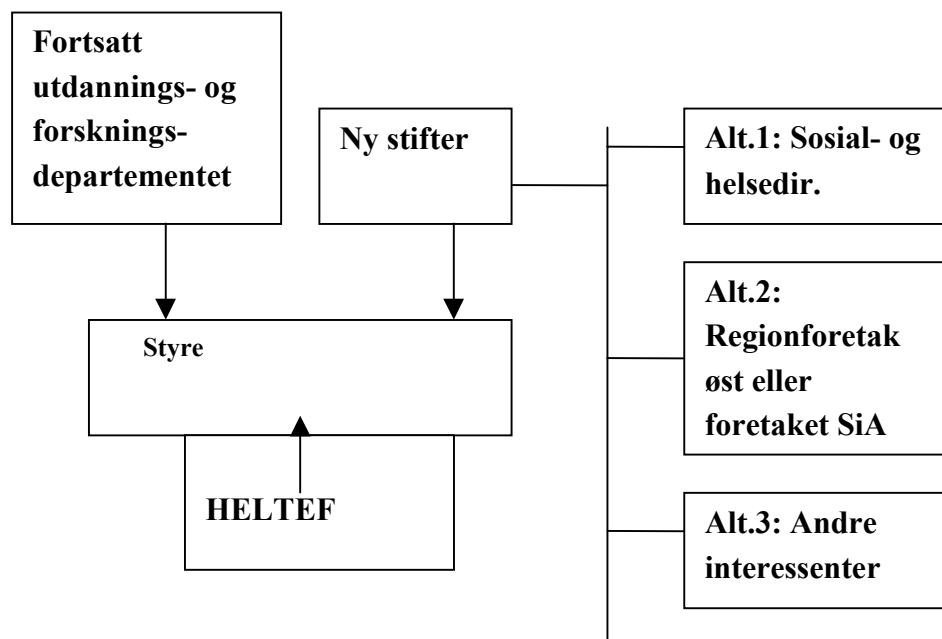 Fortsatt
utdannings- og
forsknings-
departementet
Ny stifter
Alt.1: Sosial- og
helsedir.
Styre
Alt.2:
Regionforetak
øst eller
foretaket SiA
HELTEF
Alt.3: Andre
interessenter